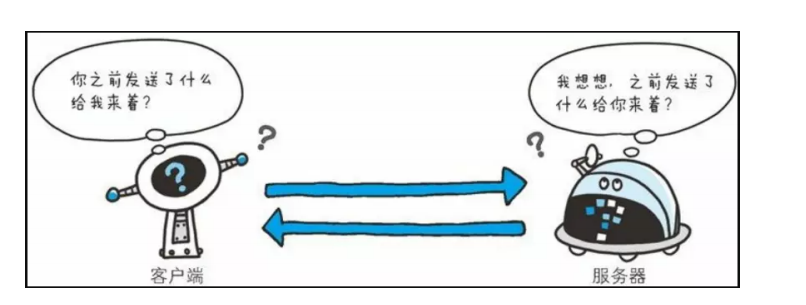 你之前发送了什么
给我来着？
我想想，之前发送了
什么给你来着？
?
?
?
客户端
服务器